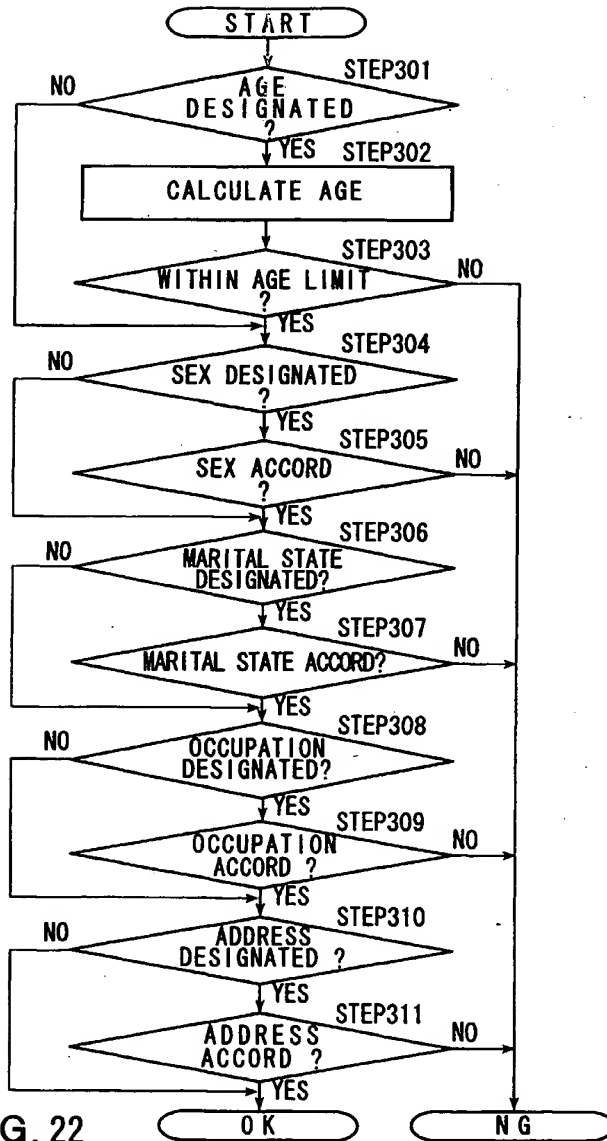 START
STEP301
NO
AGE
DESIGNATED
?
YES
STEP302
CALCULATE AGE
STEP303
WITHIN AGE LIMIT
?
NO
YES
STEP304
NO
SEX DESIGNATED
?
YES
STEP305
SEX ACCORD
?
NO
YES
STEP306
NO
MARITAL STATE
DESIGNATED?
YES
STEP307
MARITAL STATE ACCORD?
NO
YES
STEP308
NO
OCCUPATION
DESIGNATED?
YES
STEP309
OCCUPATION
ACCORD ?
NO
YES
STEP310
NO
ADDRESS
DESIGNATED ?
YES
STEP311
ADDRESS
ACCORD ?
NO
YES
G. 22
OK
NG